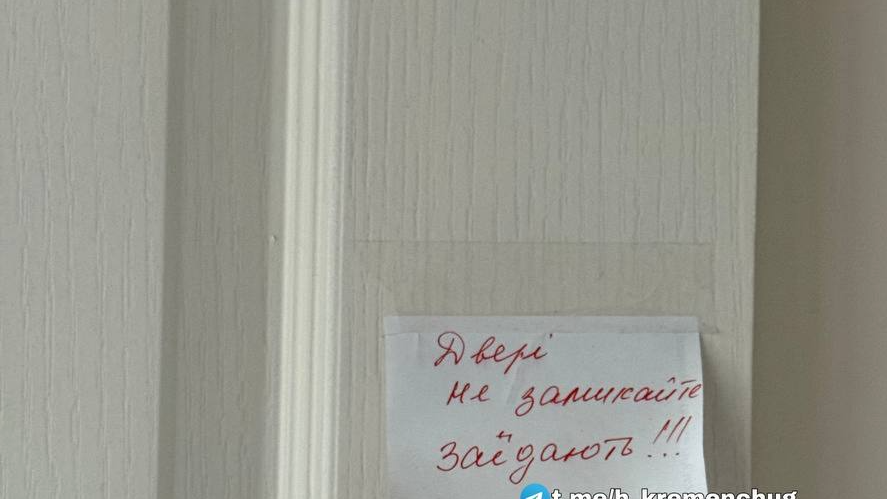 Двері
не замикайте
заїдають!!!
t.me/h_kremenchug